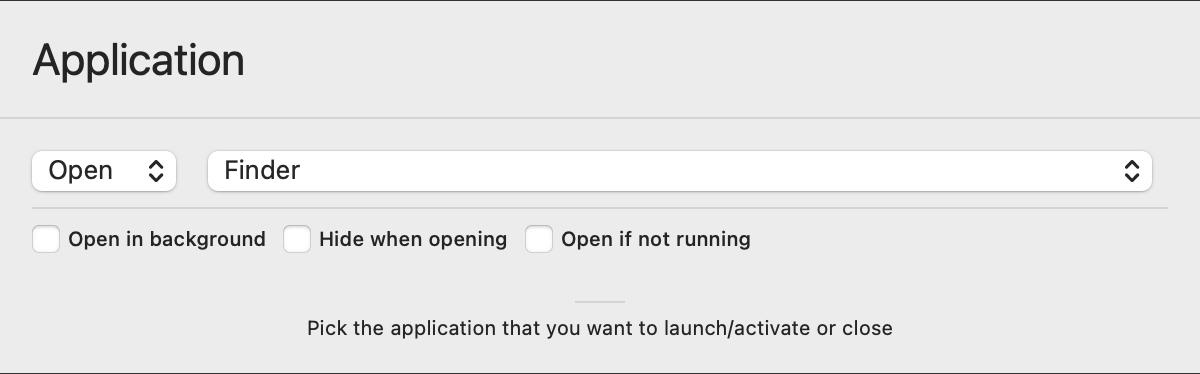 Application
Open Finder
Open in background Hide when opening Open if not running
Pick the application that you want to launch/activate or close